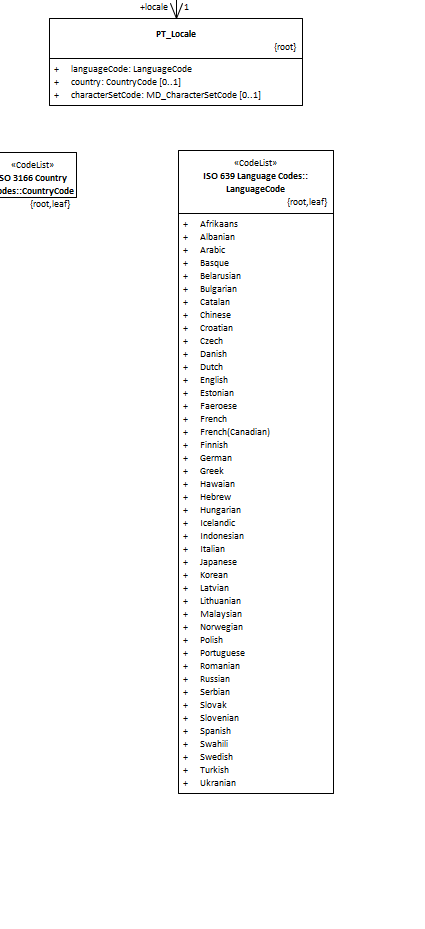 +locale
1
PT_Locale
{root}
+ languageCode: LanguageCode
+ country: CountryCode [0..1]
+ characterSetCode: MD_CharacterSetCode [0..1]
«CodeList»
SO 3166 Country
odes::CountryCode
{root,leaf}
«CodeList»
ISO 639 Language Codes::
LanguageCode
{root,leaf}
+ Afrikaans
+ Albanian
+ Arabic
+ Basque
+ Belarusian
+ Bulgarian
+ Catalan
+ Chinese
+ Croatian
+ Czech
+ Danish
+ Dutch
+ English
+ Estonian
+ Faeroese
+ French
+ French(Canadian)
+ Finnish
+ German
+ Greek
+ Hawaian
+ Hebrew
+ Hungarian
+ Icelandic
+ Indonesian
+ Italian
+ Japanese
+ Korean
+ Latvian
+ Lithuanian
+ Malaysian
+ Norwegian
+ Polish
+ Portuguese
+ Romanian
+ Russian
+ Serbian
+ Slovak
+ Slovenian
+ Spanish
+ Swahili
+ Swedish
+ Turkish
+ Ukranian